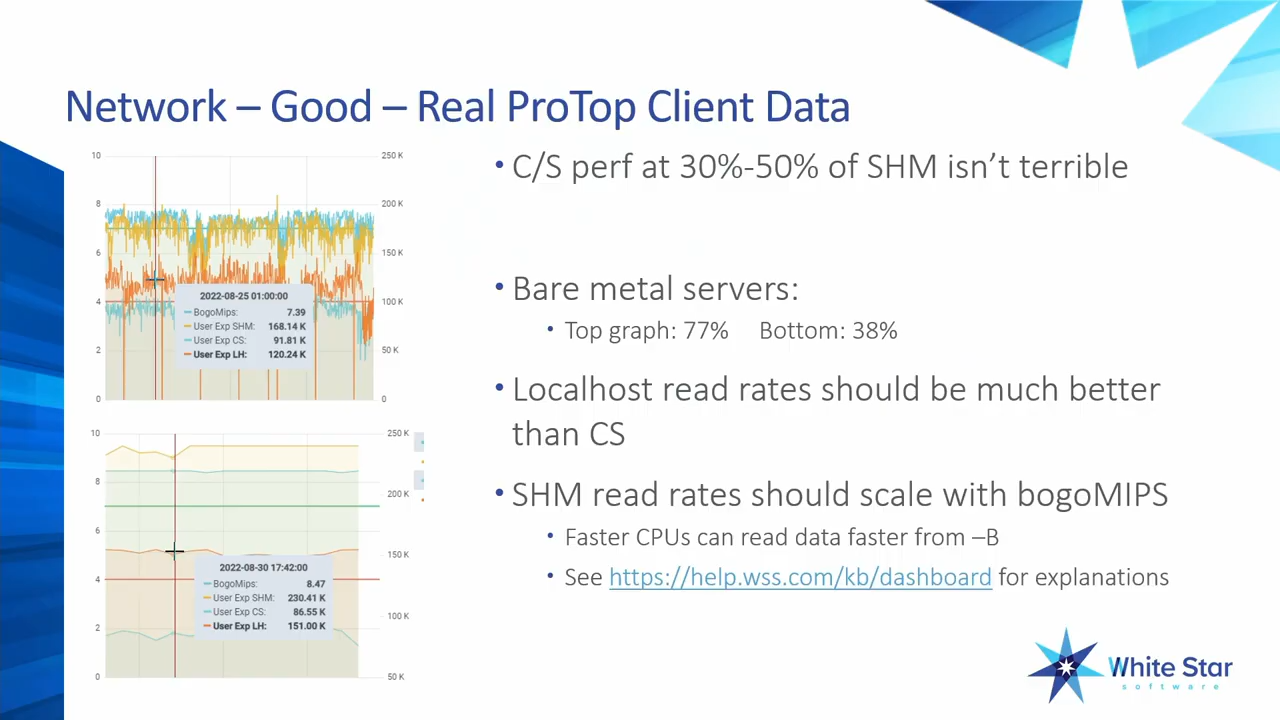 Network – Good – Real ProTop Client Data
10
8
6
4
2
0
250 K
200 K
150 K
100 K
50 K
0
2022-08-25 01:00:00
BogoMips: 7.39
User Exp SHM: 168.14 K
User Exp CS: 91.81 K
User Exp LH: 120.24 K
10
8
6
4
2
0
250 K
200 K
150 K
100 K
50 K
2022-08-30 17:42:00
BogoMips: 8.47
User Exp SHM: 230.41 K
User Exp CS: 86.55 K
User Exp LH: 151.00 K
• C/S perf at 30%-50% of SHM isn’t terrible
• Bare metal servers:
• Top graph: 77% Bottom: 38%
• Localhost read rates should be much better
than CS
• SHM read rates should scale with bogoMIPS
• Faster CPUs can read data faster from –B
• See https://help.wss.com/kb/dashboard for explanations
White Star
software